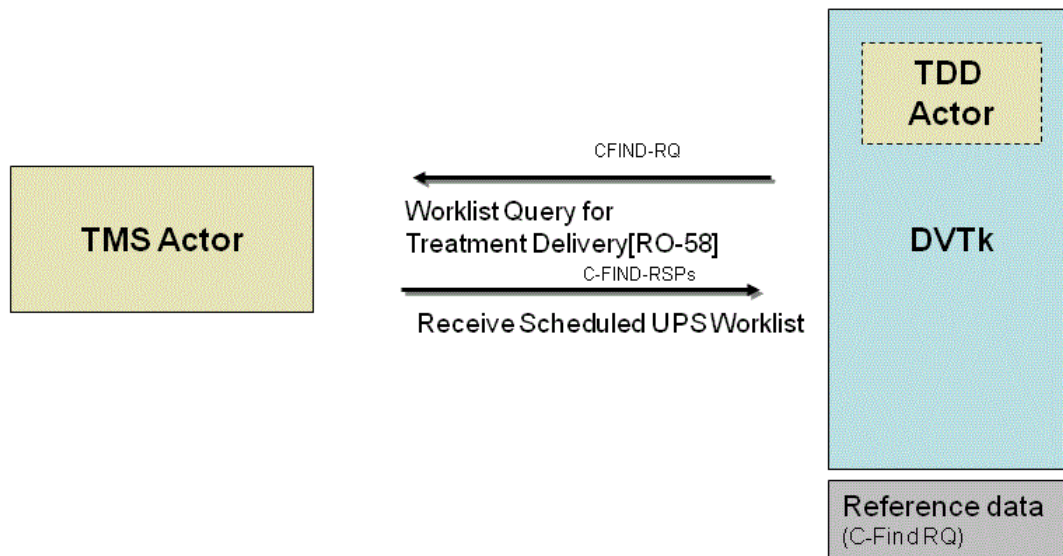 TDD
Actor
CFIND-RQ
TMS Actor
Worklist Query for
Treatment Delivery[RO-58]
DVTk
C-FIND-RSPs
Receive Scheduled UPS Worklist
Reference data
(C-Find RQ)